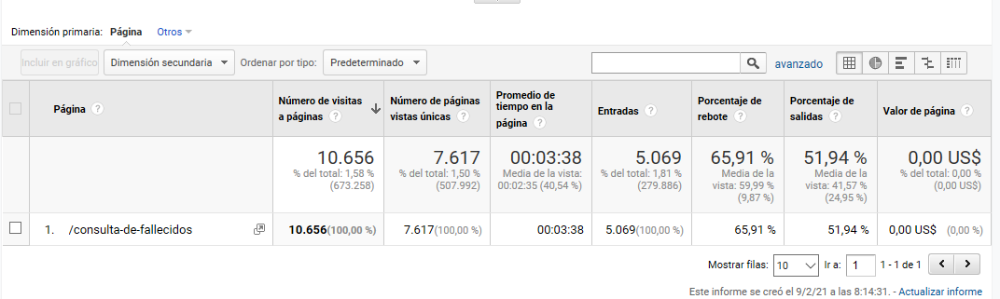 Dimensión primaria: Página Otros
Incluir en gráfico Dimensión secundaria Ordenar por tipo: Predeterminado avanzado
Página ?
Número de visitas
a páginas ?
Número de páginas
vistas únicas ?
Promedio de
tiempo en la
página ?
Entradas ?
Porcentaje de
rebote ?
Porcentaje de
salidas ?
Valor de página ?
10.656
% del total: 1,58 %
(673.258)
7.617
% del total: 1,50 %
(507.992)
00:03:38
Media de la vista:
00:02:35 (40,54 %)
5.069
% del total: 1,81 %
(279.886)
65,91 %
Media de la
vista: 59,99 %
(9,87 %)
51,94 %
Media de la
vista: 41,57 %
(24,95 %)
0,00 US$
% del total: 0,00 %
(0,00 US$)
1. /consulta-de-fallecidos 10.656(100,00 %) 7.617(100,00 %) 00:03:38 5.069(100,00 %) 65,91 % 51,94 % 0,00 US$ (0,00 %)
Mostrar filas: 10 Ir a: 1 1 - 1 de 1
Este informe se creó el 9/2/21 a las 8:14:31. - Actualizar informe